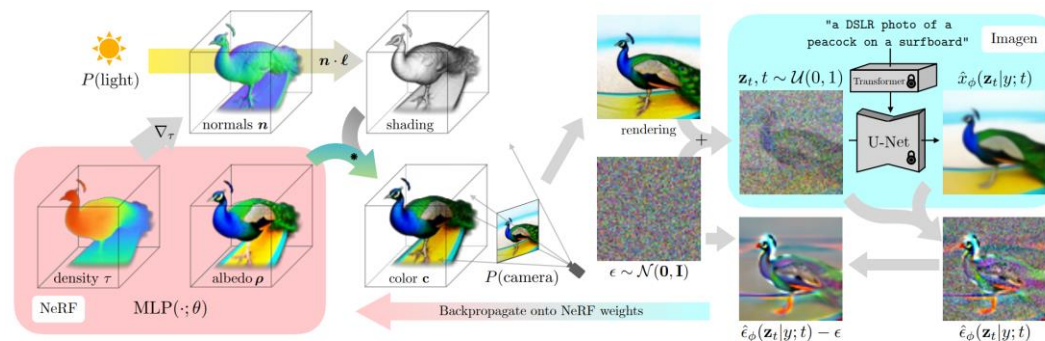 P(light)
∇τ
normals n
n · ℓ
shading
density τ
albedo ρ
NeRF
MLP(·; θ)
color c
P(camera)
rendering
ϵ ∼ N(0, I)
+
"a DSLR photo of a
peacock on a surfboard"
Imagen
z_t, t ∼ U(0, 1)
Transformer
U-Net
x̂_ϕ(z_t|y; t)
ϵ̂_ϕ(z_t|y; t) − ϵ
ϵ̂_ϕ(z_t|y; t)
Backpropagate onto NeRF weights